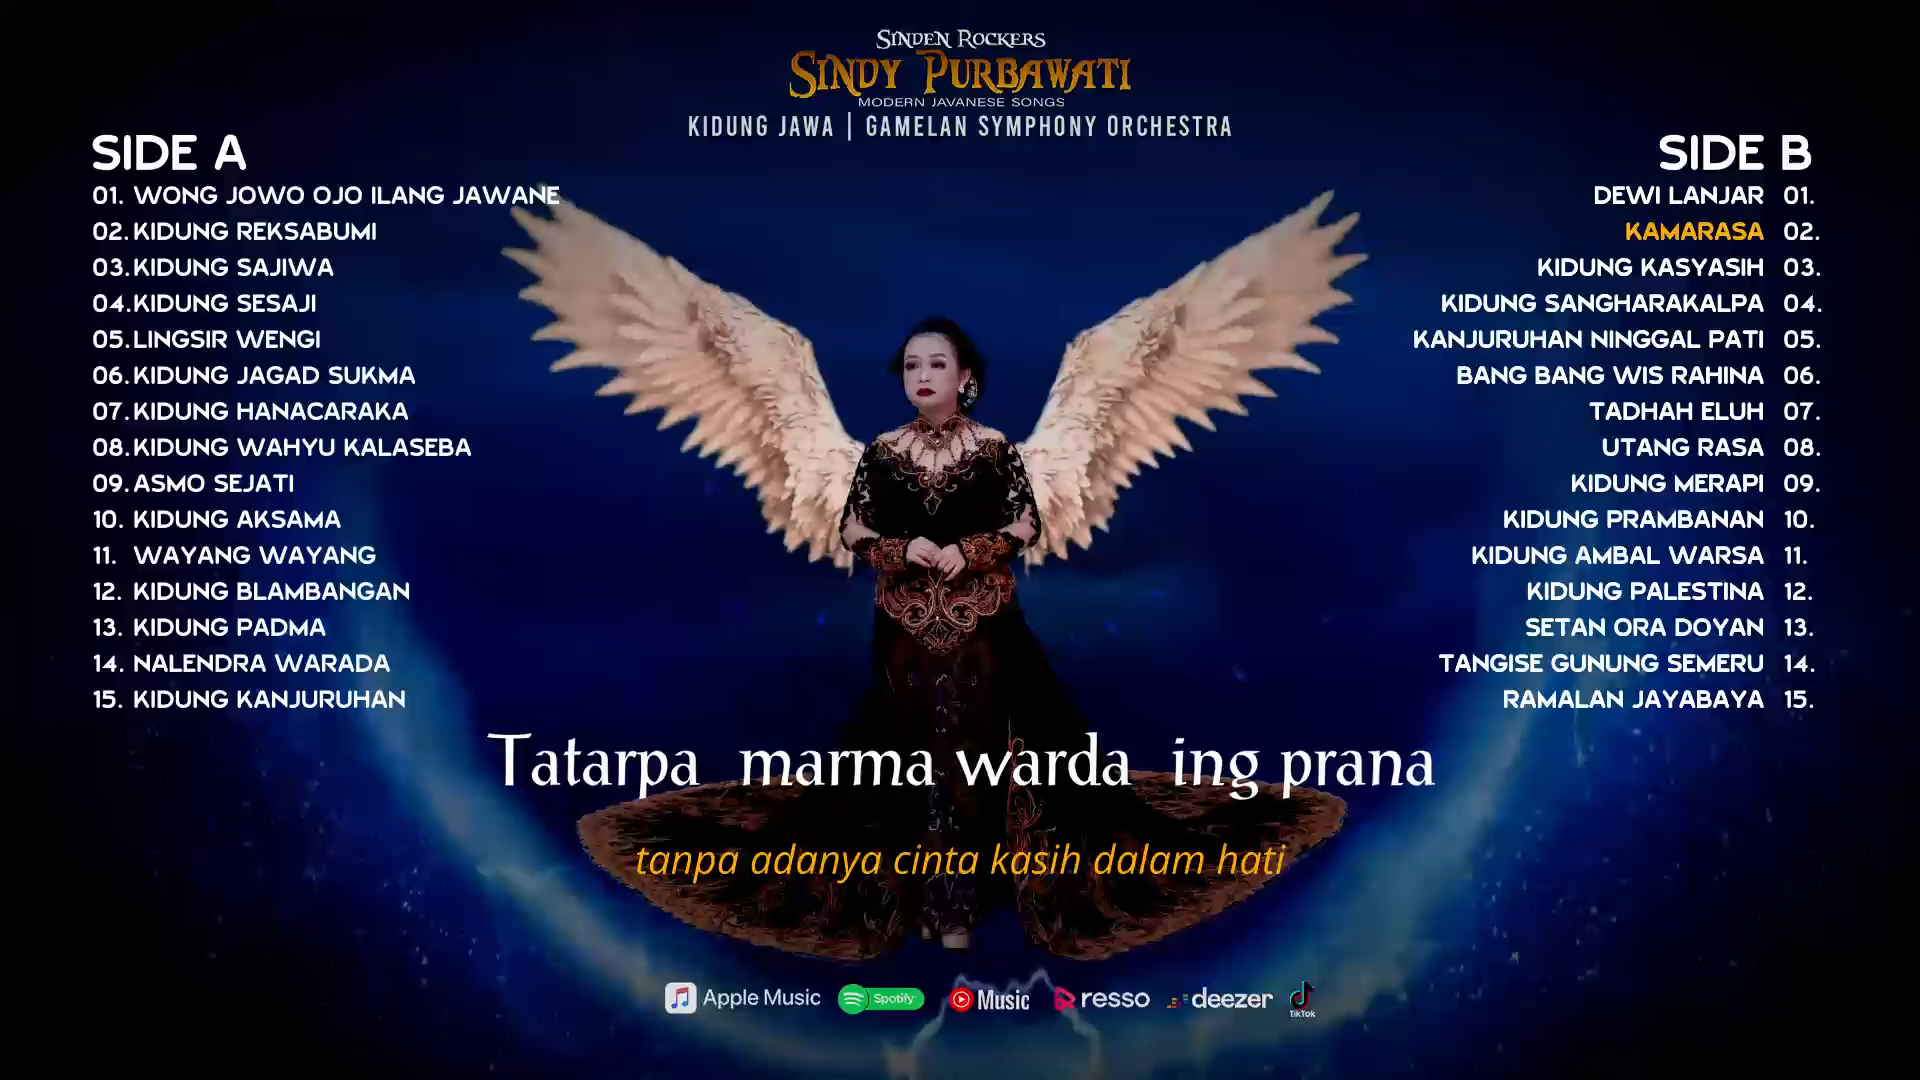 SINDEN ROCKERS
SINDY PURBAWATI
MODERN JAVANESE SONGS
KIDUNG JAWA | GAMELAN SYMPHONY ORCHESTRA
SIDE A
01. WONG JOWO OJO ILANG JAWANE
02. KIDUNG REKSABUMI
03. KIDUNG SAJIWA
04. KIDUNG SESAJI
05. LINGSIR WENGI
06. KIDUNG JAGAD SUKMA
07. KIDUNG HANACARAKA
08. KIDUNG WAHYU KALASEBA
09. ASMO SEJATI
10. KIDUNG AKSAMA
11. WAYANG WAYANG
12. KIDUNG BLAMBANGAN
13. KIDUNG PADMA
14. NALENDRA WARADA
15. KIDUNG KANJURUHAN
SIDE B
DEWI LANJAR 01.
KAMARASA 02.
KIDUNG KASYASIH 03.
KIDUNG SANGHARAKALPA 04.
KANJURUHAN NINGGAL PATI 05.
BANG BANG WIS RAHINA 06.
TADHAH ELUH 07.
UTANG RASA 08.
KIDUNG MERAPI 09.
KIDUNG PRAMBANAN 10.
KIDUNG AMBAL WARSA 11.
KIDUNG PALESTINA 12.
SETAN ORA DOYAN 13.
TANGISE GUNUNG SEMERU 14.
RAMALAN JAYABAYA 15.
Tatarpa marma warda ing prana
tanpa adanya cinta kasih dalam hati
Apple Music Spotify Music resso deezer TikTok